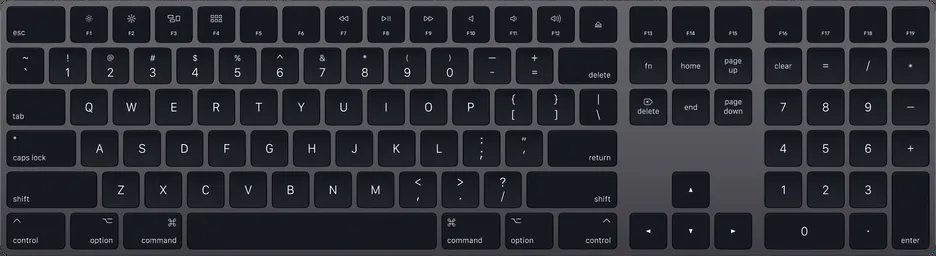 esc F1 F2 F3 F4 F5 F6 F7 F8 F9 F10 F11 F12 F13 F14 F15 F16 F17 F18 F19
~ ! @ # $ % ^ & * ( ) — +
` 1 2 3 4 5 6 7 8 9 0 - = delete fn home page up clear = / *
tab Q W E R T Y U I O P { [ } ] | \ delete end page down 7 8 9 —
caps lock A S D F G H J K L : ; " ' return 4 5 6 +
shift Z X C V B N M < , > . ? / shift 1 2 3
control option command command option control 0 . enter